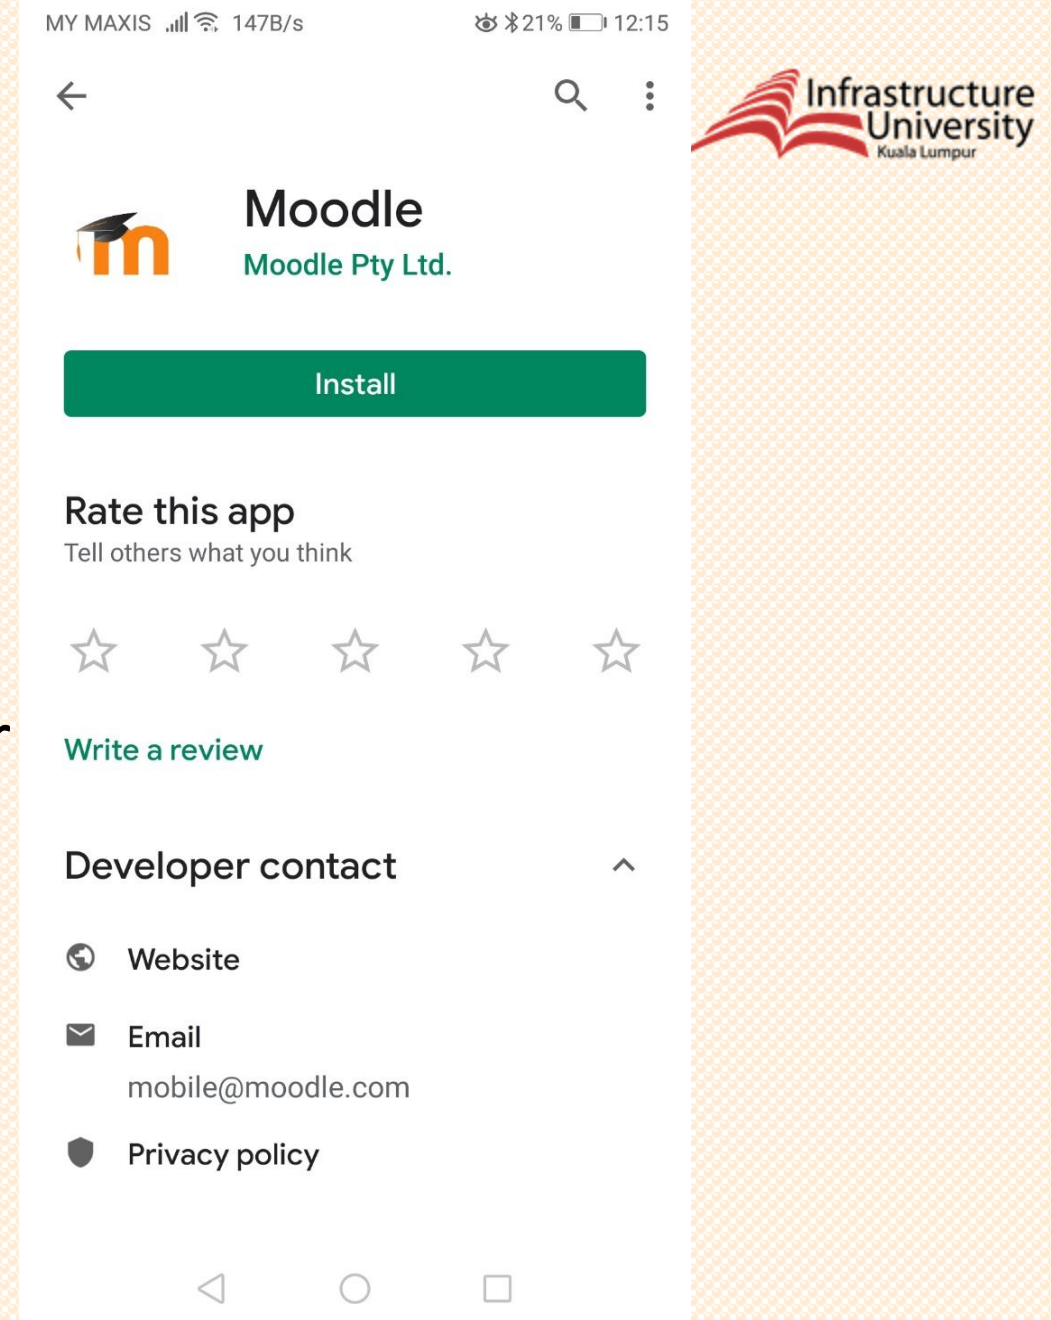 MY MAXIS 147B/s 21% 12:15
Infrastructure
University
Kuala Lumpur
Moodle
Moodle Pty Ltd.
Install
Rate this app
Tell others what you think
r
Write a review
Developer contact
Website
Email
mobile@moodle.com
Privacy policy